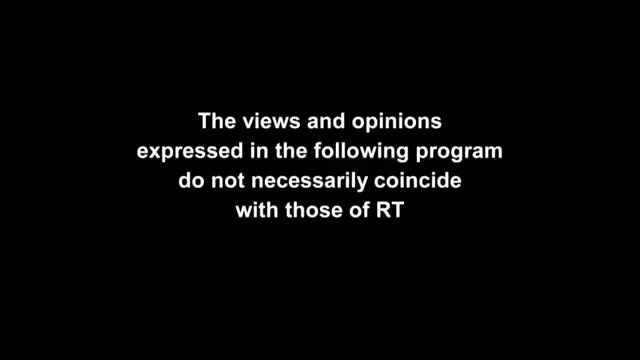 The views and opinions
expressed in the following program
do not necessarily coincide
with those of RT